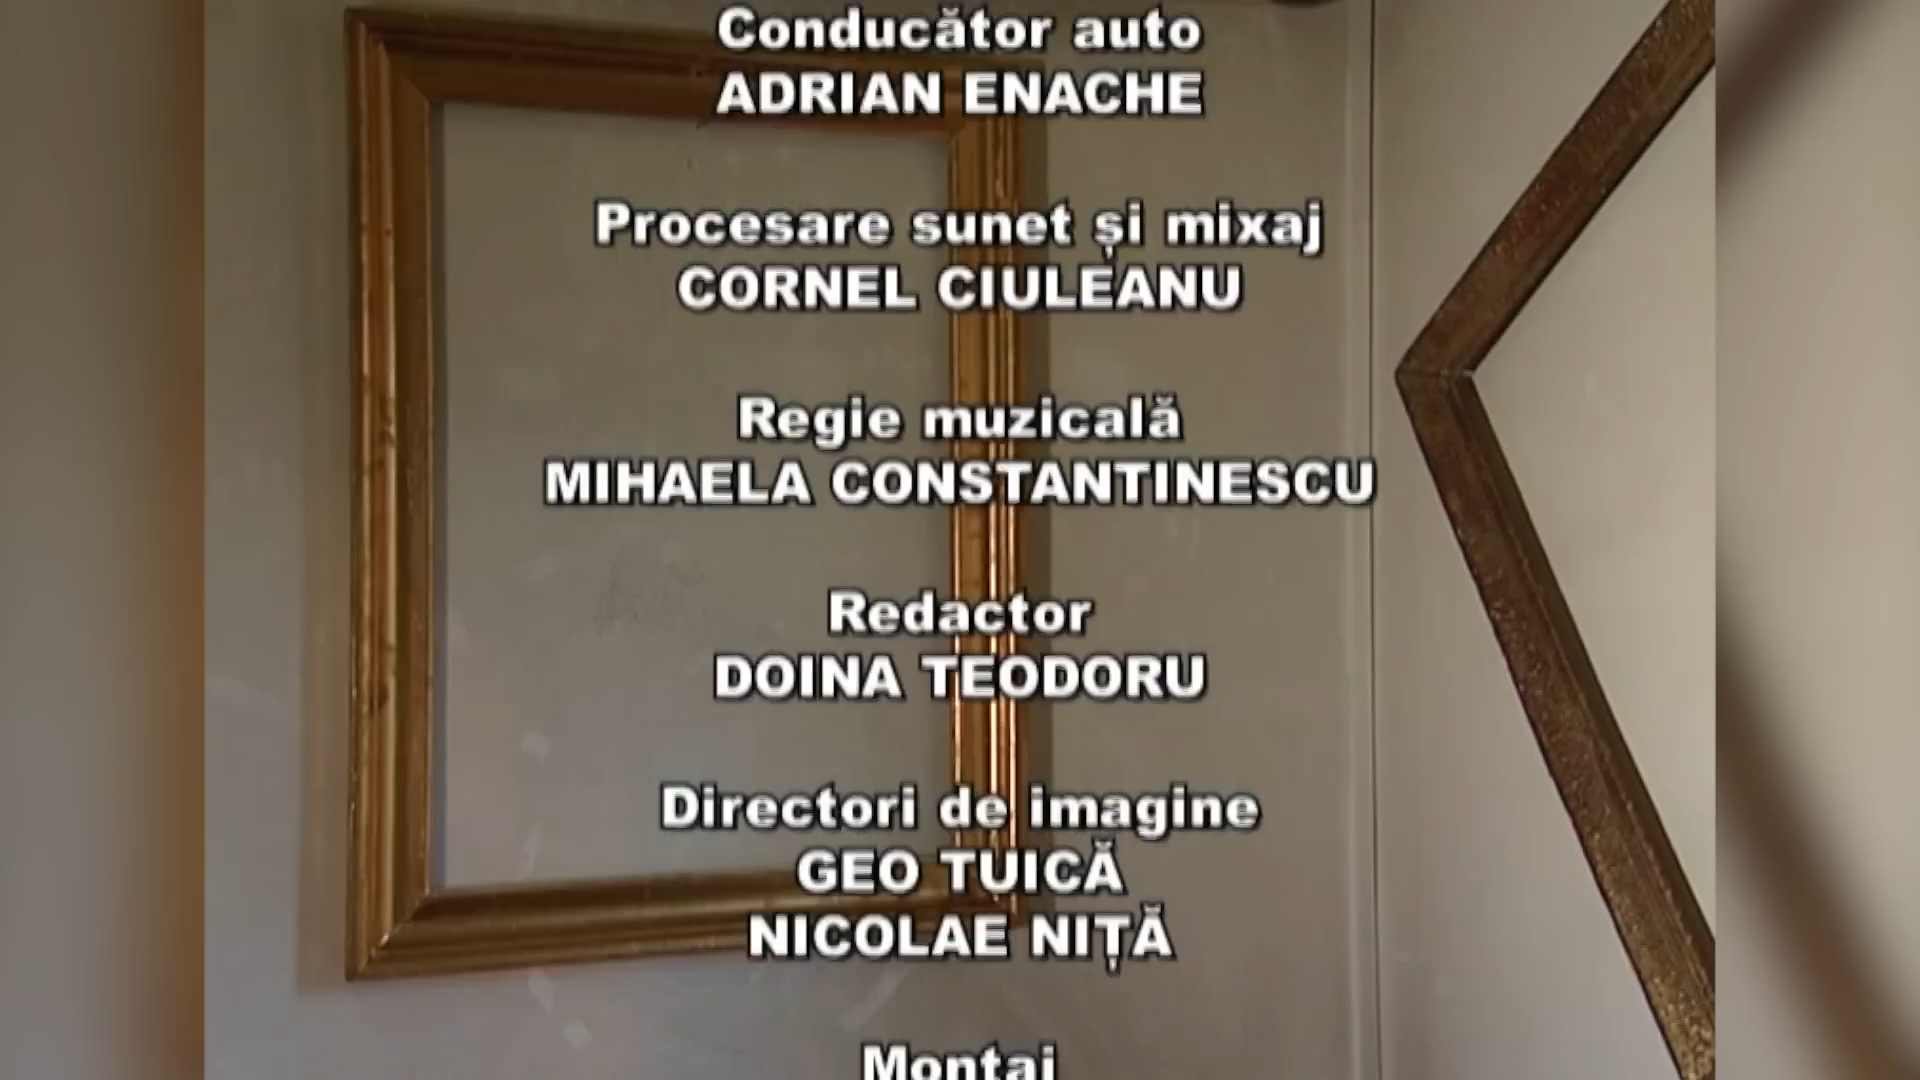 Conducător auto
ADRIAN ENACHE
Procesare sunet și mixaj
CORNEL CIULEANU
Regie muzicală
MIHAELA CONSTANTINESCU
Redactor
DOINA TEODORU
Directori de imagine
GEO TUICĂ
NICOLAE NIȚĂ
Montaj